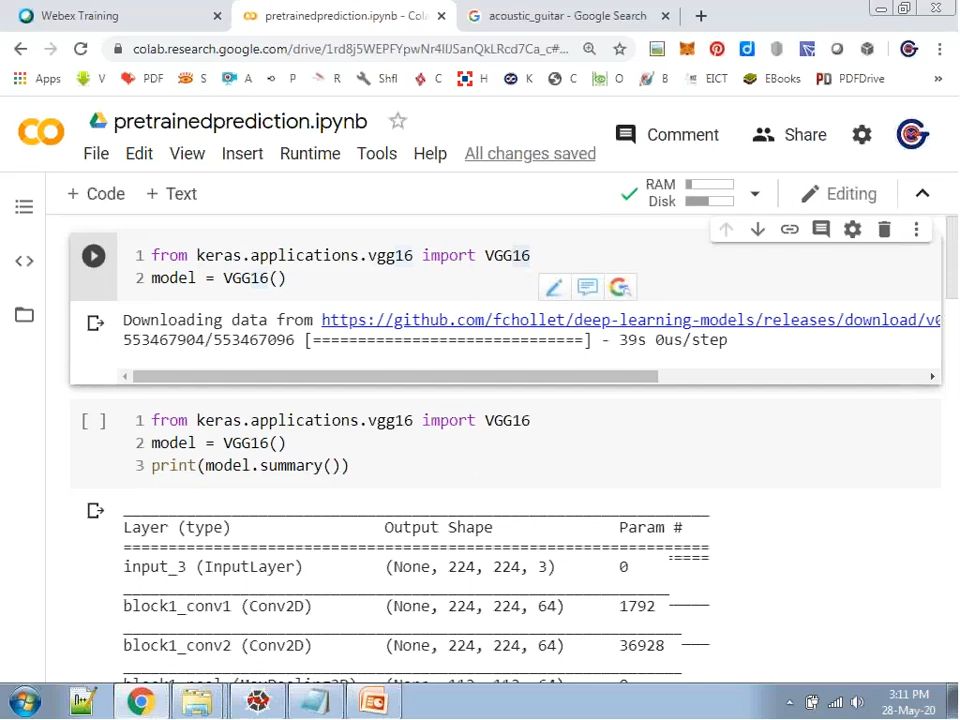 Webex Training
pretrainedprediction.ipynb - Cola
acoustic_guitar - Google Search
colab.research.google.com/drive/1rd8j5WEPFYpwNr4lIJSanQkLRcd7Ca_c#...
Apps V PDF S A P R Shfl C H K C O B EICT EBooks PD PDFDrive »
pretrainedprediction.ipynb
Comment Share
File Edit View Insert Runtime Tools Help All changes saved
+ Code + Text
RAM
Disk
Editing
1 from keras.applications.vgg16 import VGG16
2 model = VGG16()
Downloading data from https://github.com/fchollet/deep-learning-models/releases/download/v0
553467904/553467096 [==============================] - 39s 0us/step
[ ] 1 from keras.applications.vgg16 import VGG16
2 model = VGG16()
3 print(model.summary())
Layer (type) Output Shape Param #
=================================================================
input_3 (InputLayer) (None, 224, 224, 3) 0
block1_conv1 (Conv2D) (None, 224, 224, 64) 1792
block1_conv2 (Conv2D) (None, 224, 224, 64) 36928
3:11 PM
28-May-20